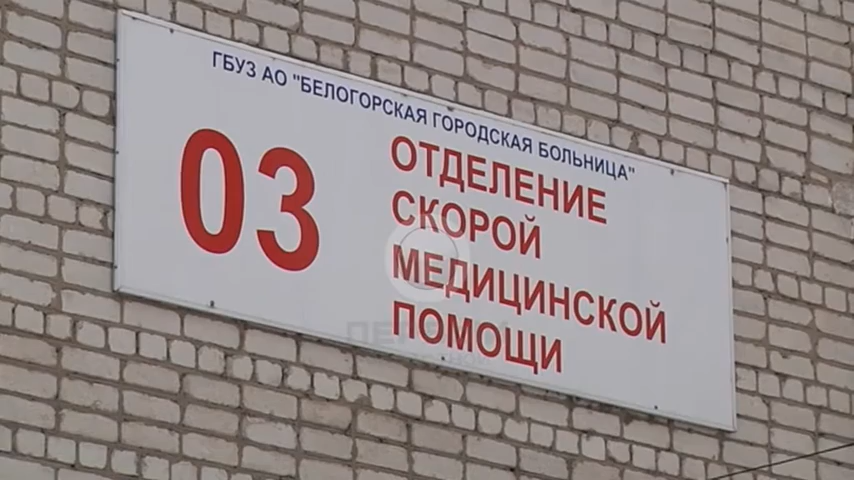 ГБУЗ АО "БЕЛОГОРСКАЯ ГОРОДСКАЯ БОЛЬНИЦА"
03
ОТДЕЛЕНИЕ
СКОРОЙ
МЕДИЦИНСКОЙ
ПОМОЩИ